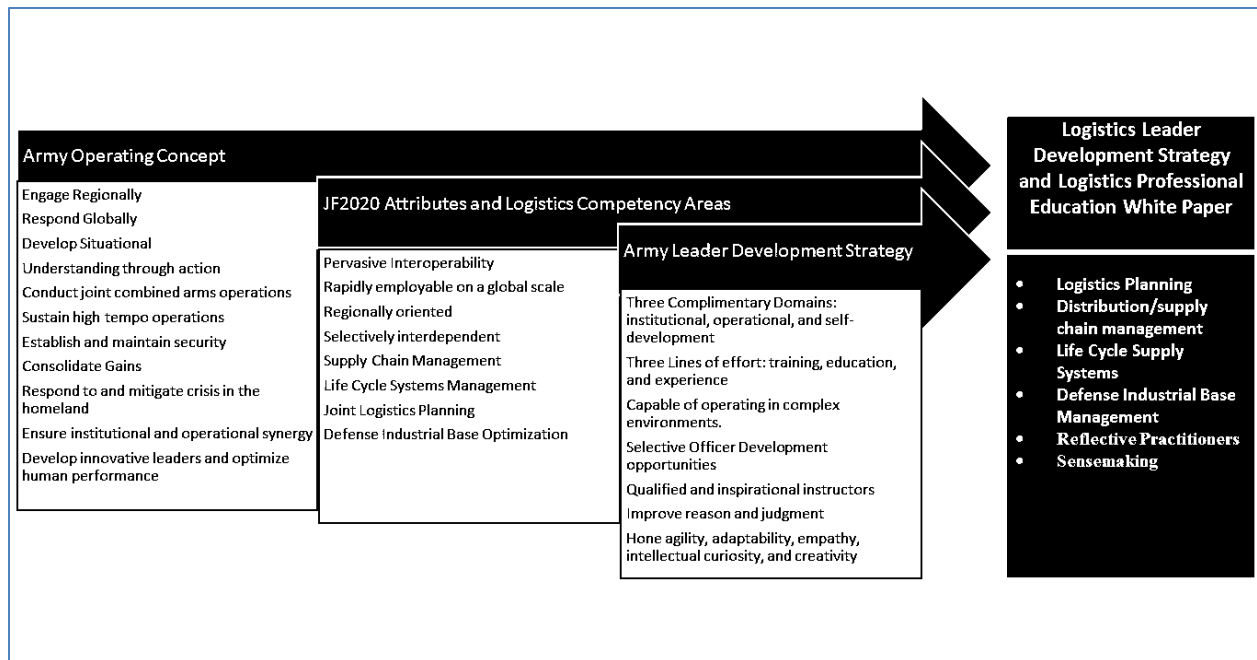 Army Operating Concept
Engage Regionally
Respond Globally
Develop Situational
Understanding through action
Conduct joint combined arms operations
Sustain high tempo operations
Establish and maintain security
Consolidate Gains
Respond to and mitigate crisis in the
homeland
Ensure institutional and operational synergy
Develop innovative leaders and optimize
human performance
JF2020 Attributes and Logistics Competency Areas
Pervasive Interoperability
Rapidly employable on a global scale
Regionally oriented
Selectively interdependent
Supply Chain Management
Life Cycle Systems Management
Joint Logistics Planning
Defense Industrial Base Optimization
Army Leader Development Strategy
Three Complimentary Domains:
institutional, operational, and self-
development
Three Lines of effort: training, education,
and experience
Capable of operating in complex
environments.
Selective Officer Development
opportunities
Qualified and inspirational instructors
Improve reason and judgment
Hone agility, adaptability, empathy,
intellectual curiosity, and creativity
Logistics Leader
Development Strategy
and Logistics Professional
Education White Paper
• Logistics Planning
• Distribution/supply
chain management
• Life Cycle Supply
Systems
• Defense Industrial Base
Management
• Reflective Practitioners
• Sensemaking